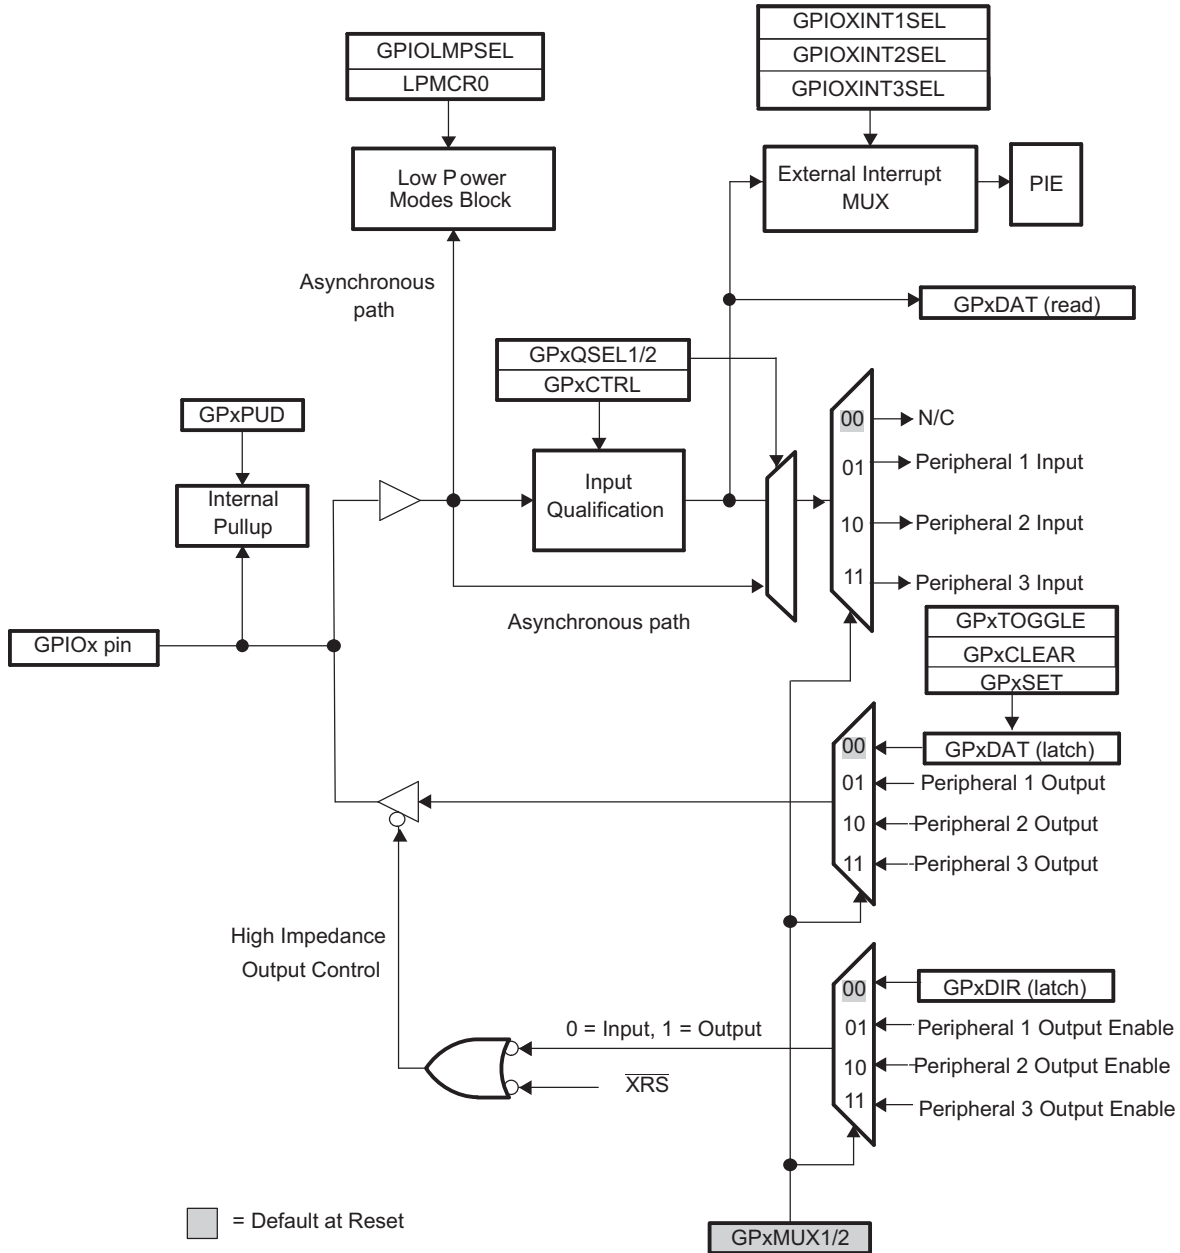 GPIOXINT1SEL
GPIOXINT2SEL
GPIOXINT3SEL
GPIOLMPSEL
LPMCR0
Low Power
Modes Block
External Interrupt
MUX
PIE
Asynchronous
path
GPxDAT (read)
GPxQSEL1/2
GPxCTRL
GPxPUD
Internal
Pullup
Input
Qualification
00
N/C
01
Peripheral 1 Input
10
Peripheral 2 Input
11
Peripheral 3 Input
Asynchronous path
GPIOx pin
GPxTOGGLE
GPxCLEAR
GPxSET
00
GPxDAT (latch)
01
Peripheral 1 Output
10
Peripheral 2 Output
11
Peripheral 3 Output
High Impedance
Output Control
00
GPxDIR (latch)
0 = Input, 1 = Output
01
Peripheral 1 Output Enable
10
Peripheral 2 Output Enable
XRS
11
Peripheral 3 Output Enable
= Default at Reset
GPxMUX1/2